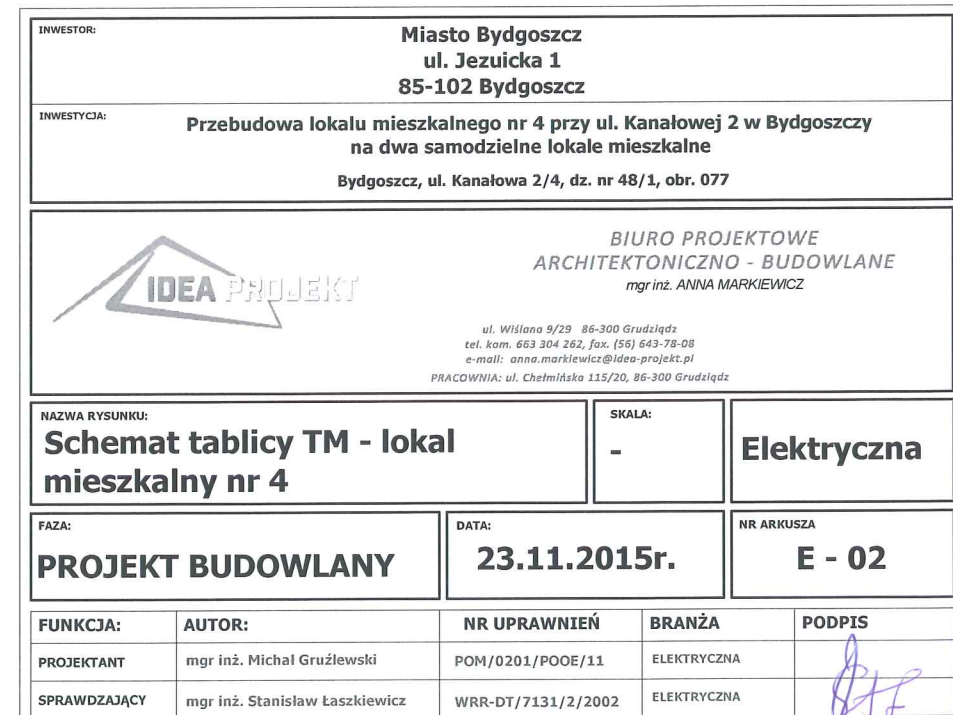 INWESTOR:
Miasto Bydgoszcz
ul. Jezuicka 1
85-102 Bydgoszcz
INWESTYCJA:
Przebudowa lokalu mieszkalnego nr 4 przy ul. Kanałowej 2 w Bydgoszczy
na dwa samodzielne lokale mieszkalne
Bydgoszcz, ul. Kanałowa 2/4, dz. nr 48/1, obr. 077
IDEA PROJEKT
BIURO PROJEKTOWE
ARCHITEKTONICZNO - BUDOWLANE
mgr inż. ANNA MARKIEWICZ
ul. Wiślana 9/29 86-300 Grudziądz
tel. kom. 663 304 262, fax. (56) 643-78-08
e-mail: anna.markiewicz@idea-projekt.pl
PRACOWNIA: ul. Chełmińska 115/20, 86-300 Grudziądz
NAZWA RYSUNKU:
Schemat tablicy TM - lokal
mieszkalny nr 4
SKALA:
-
Elektryczna
FAZA:
PROJEKT BUDOWLANY
DATA:
23.11.2015r.
NR ARKUSZA
E - 02
FUNKCJA: AUTOR: NR UPRAWNIEŃ BRANŻA PODPIS
PROJEKTANT mgr inż. Michał Gruźlewski POM/0201/POOE/11 ELEKTRYCZNA
SPRAWDZAJĄCY mgr inż. Stanisław Łaszkiewicz WRR-DT/7131/2/2002 ELEKTRYCZNA